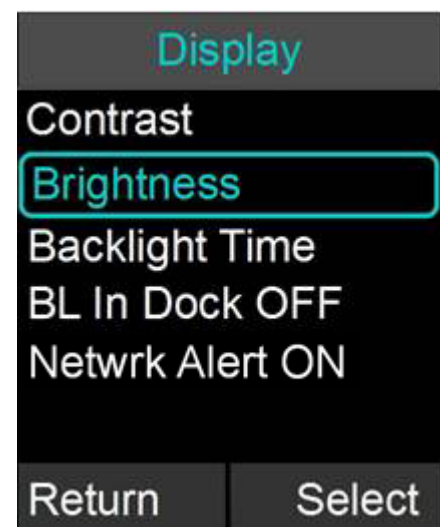 Display
Contrast
Brightness
Backlight Time
BL In Dock OFF
Netwrk Alert ON
Return Select